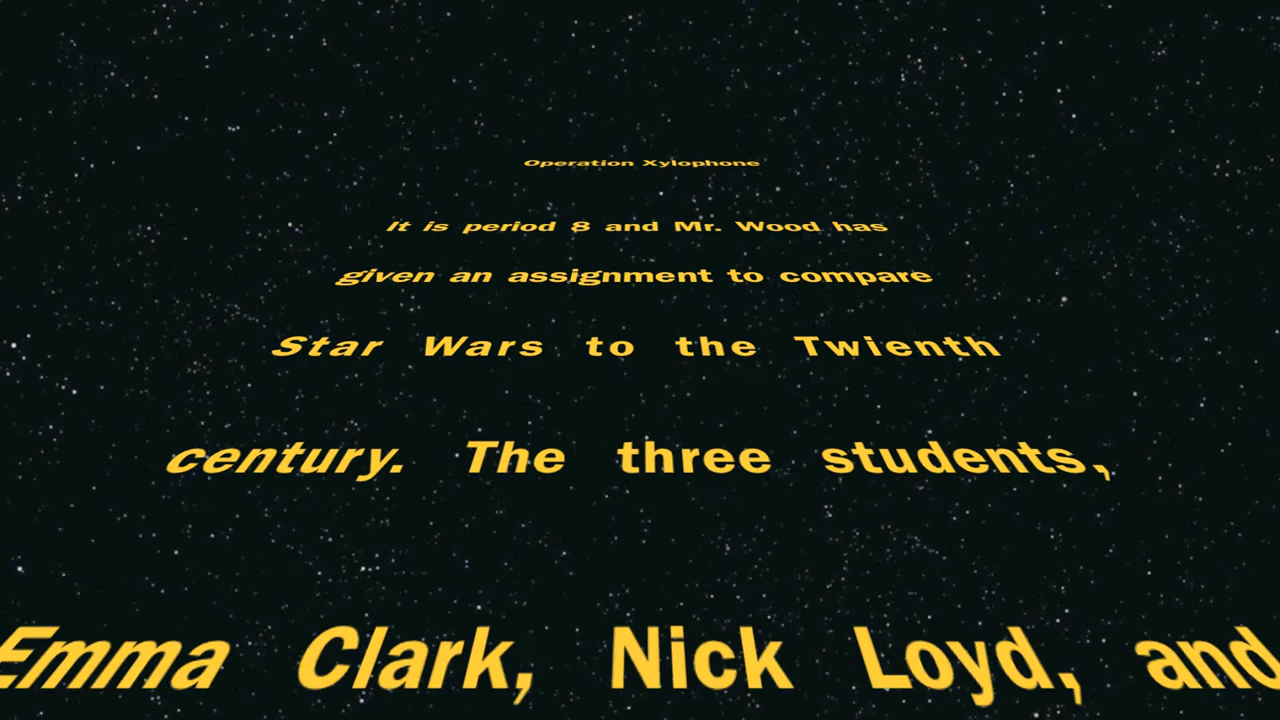 Operation Xylophone
It is period 8 and Mr. Wood has
given an assignment to compare
Star Wars to the Twienth
century. The three students,
Emma Clark, Nick Loyd, and